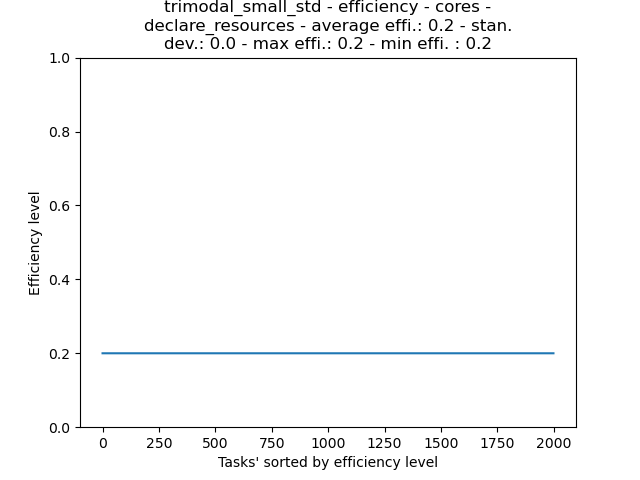 trimodal_small_std - efficiency - cores -
declare_resources - average effi.: 0.2 - stan.
dev.: 0.0 - max effi.: 0.2 - min effi. : 0.2
1.0
0.8
0.6
0.4
0.2
0.0
Efficiency level
0 250 500 750 1000 1250 1500 1750 2000
Tasks' sorted by efficiency level